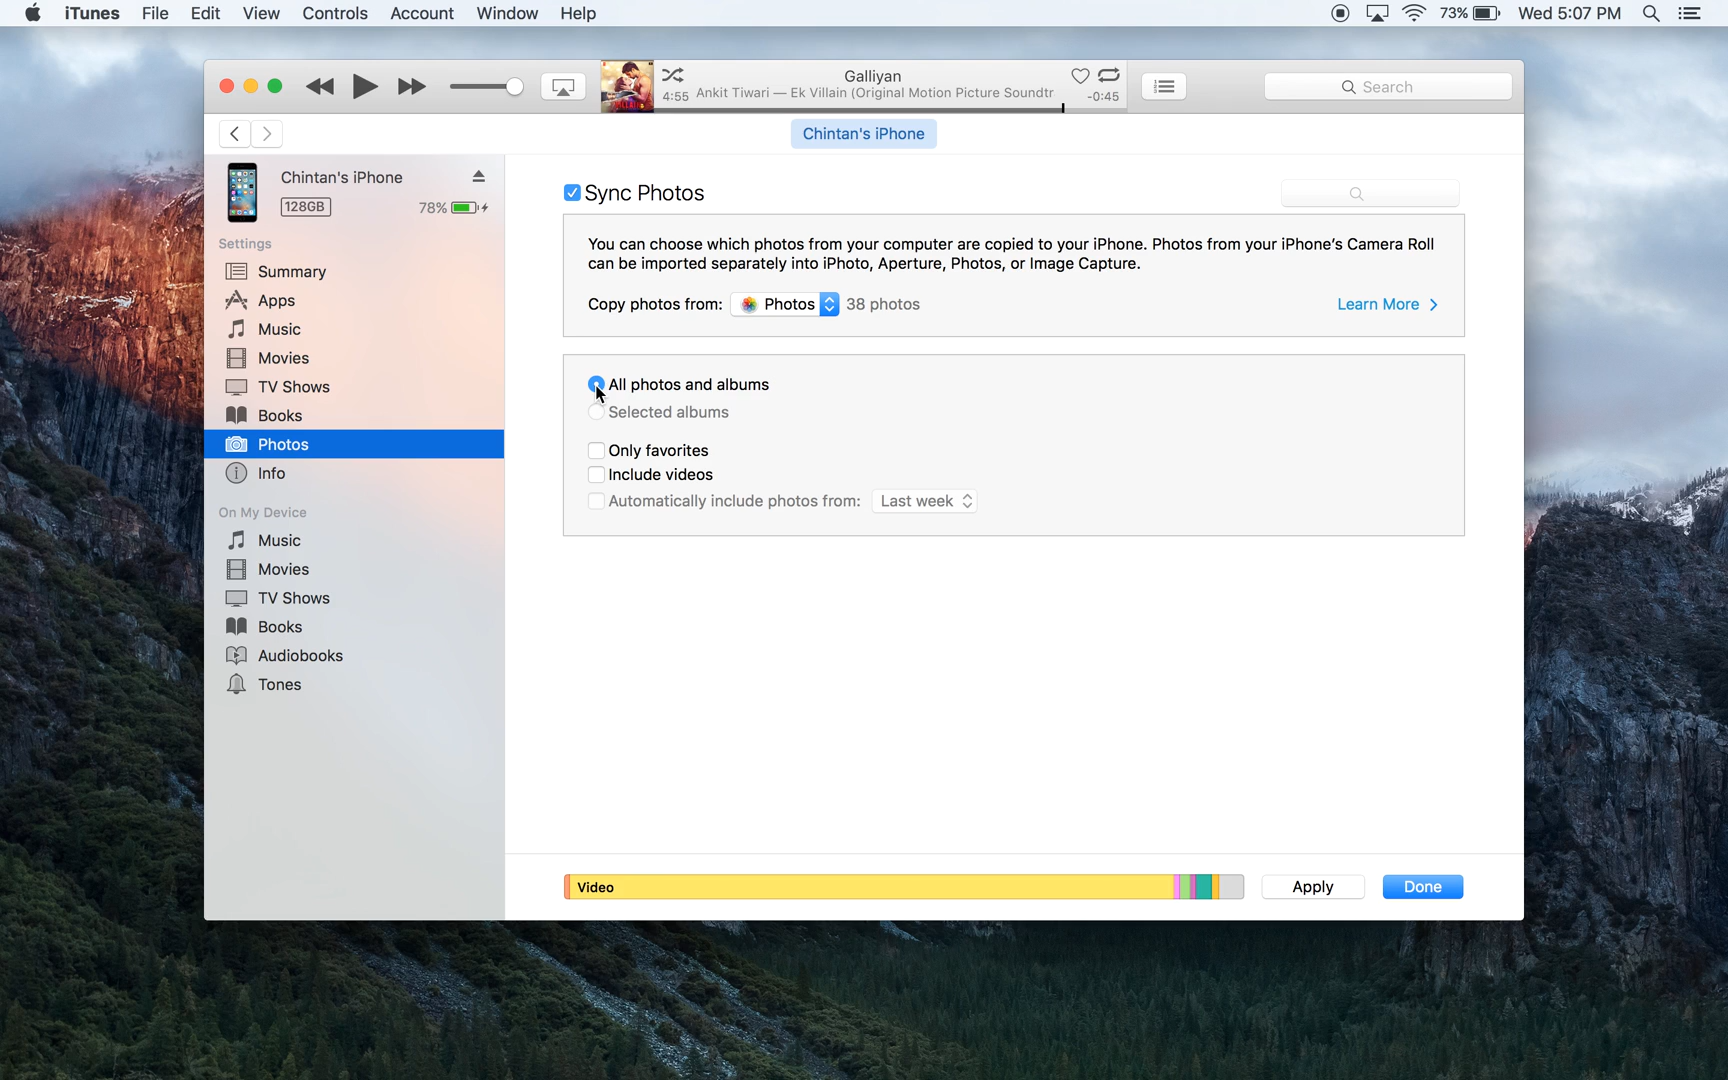 iTunes File Edit View Controls Account Window Help 73% Wed 5:07 PM
Galliyan
4:55 Ankit Tiwari — Ek Villain (Original Motion Picture Soundtr -0:45
Search
Chintan's iPhone
Chintan's iPhone
128GB 78%
Settings
Summary
Apps
Music
Movies
TV Shows
Books
Photos
Info
On My Device
Music
Movies
TV Shows
Books
Audiobooks
Tones
Sync Photos
You can choose which photos from your computer are copied to your iPhone. Photos from your iPhone's Camera Roll
can be imported separately into iPhoto, Aperture, Photos, or Image Capture.
Copy photos from: Photos 38 photos Learn More
All photos and albums
Selected albums
Only favorites
Include videos
Automatically include photos from: Last week
Video Apply Done